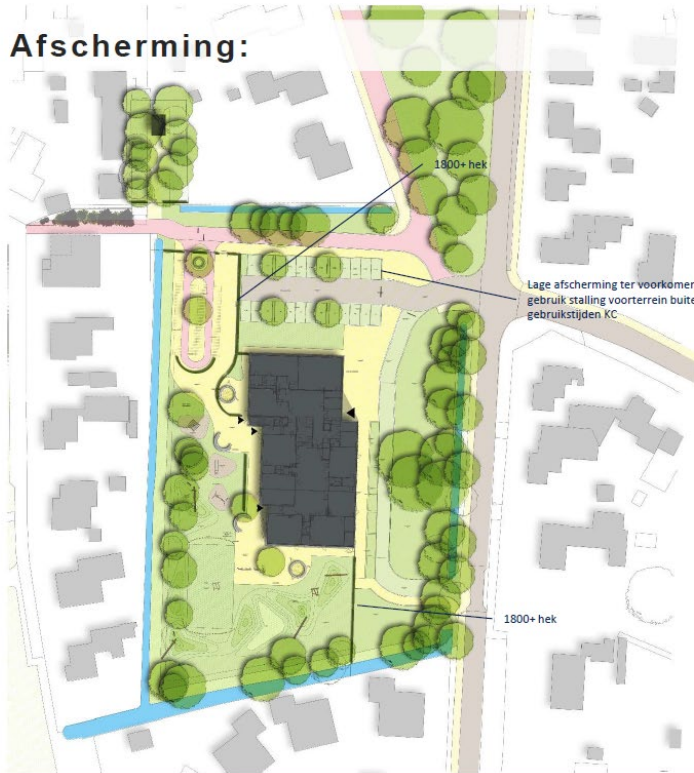 Afscherming:
1800+ hek
Lage afscherming ter voorkomen
gebruik stalling voorterrein buite
gebruikstijden KC
1800+ hek